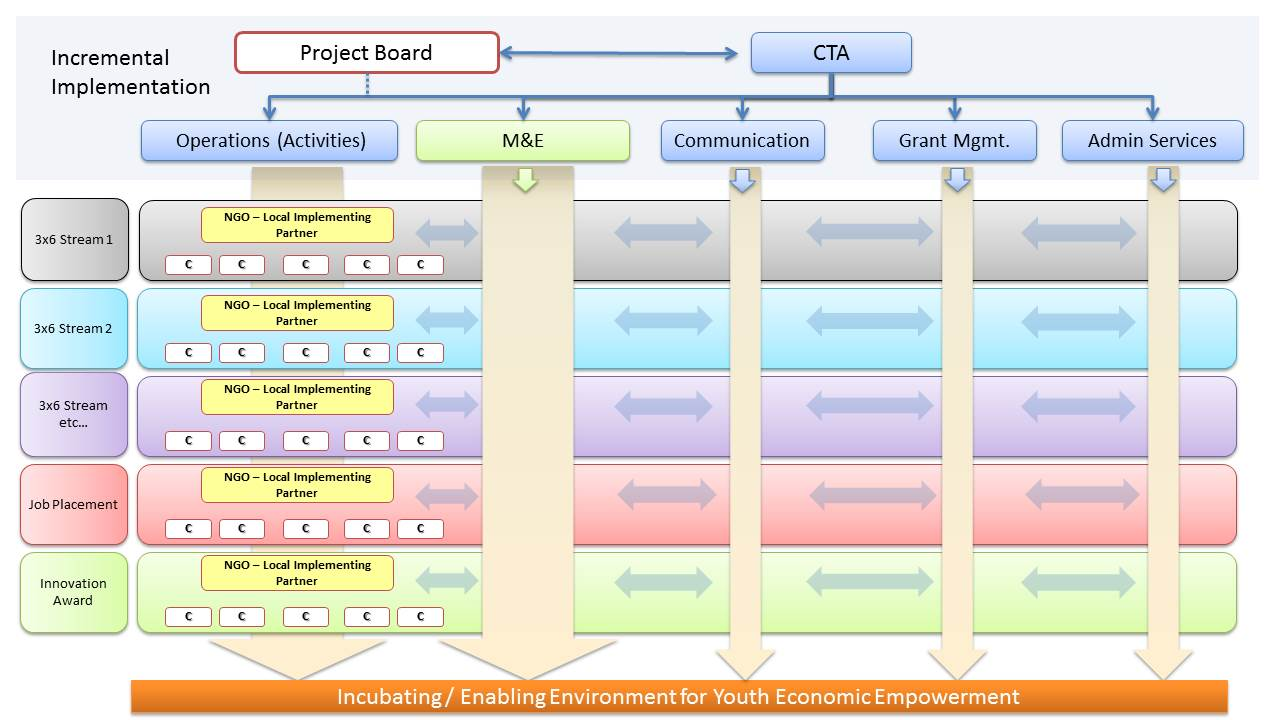 Incremental
Implementation
Project Board
CTA
Operations (Activities)
M&E
Communication
Grant Mgmt.
Admin Services
3x6 Stream 1
NGO – Local Implementing
Partner
C C C C C
3x6 Stream 2
NGO – Local Implementing
Partner
C C C C C
3x6 Stream
etc...
NGO – Local Implementing
Partner
C C C C C
Job Placement
NGO – Local Implementing
Partner
C C C C C
Innovation
Award
NGO – Local Implementing
Partner
C C C C C
Incubating / Enabling Environment for Youth Economic Empowerment